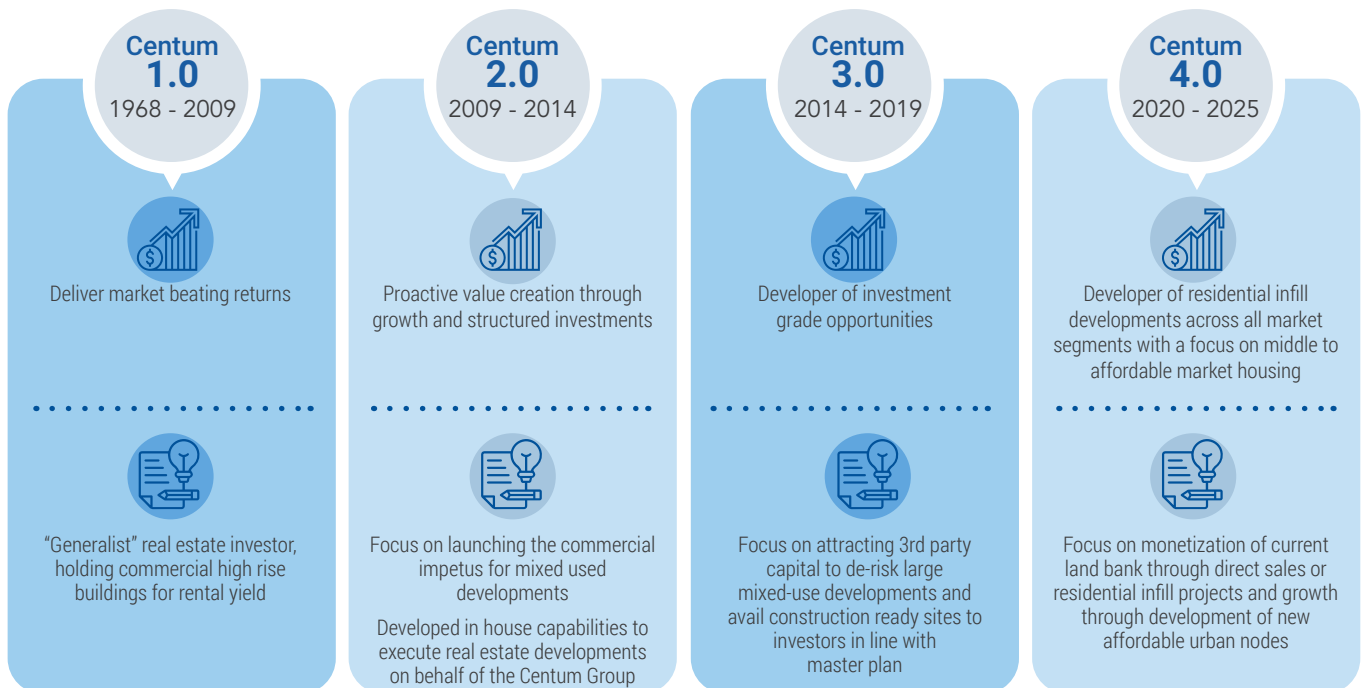 Centum
1.0
1968 - 2009
Deliver market beating returns
“Generalist” real estate investor,
holding commercial high rise
buildings for rental yield
Centum
2.0
2009 - 2014
Proactive value creation through
growth and structured investments
Focus on launching the commercial
impetus for mixed used
developments
Developed in house capabilities to
execute real estate developments
on behalf of the Centum Group
Centum
3.0
2014 - 2019
Developer of investment
grade opportunities
Focus on attracting 3rd party
capital to de-risk large
mixed-use developments and
avail construction ready sites to
investors in line with
master plan
Centum
4.0
2020 - 2025
Developer of residential infill
developments across all market
segments with a focus on middle to
affordable market housing
Focus on monetization of current
land bank through direct sales or
residential infill projects and growth
through development of new
affordable urban nodes